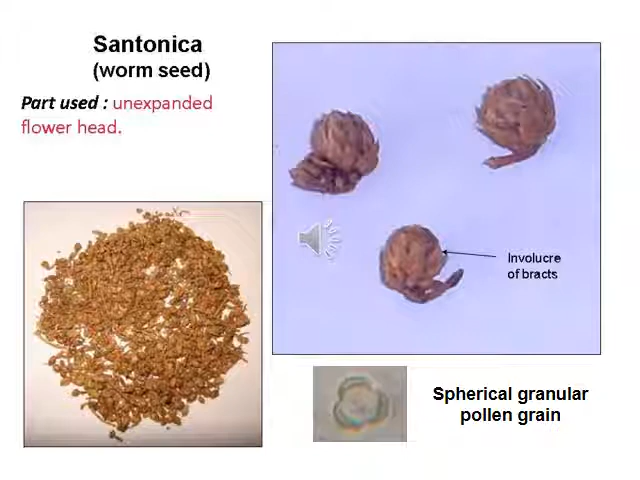 Santonica
(worm seed)
Part used : unexpanded
flower head.
Involucre
of bracts
Spherical granular
pollen grain